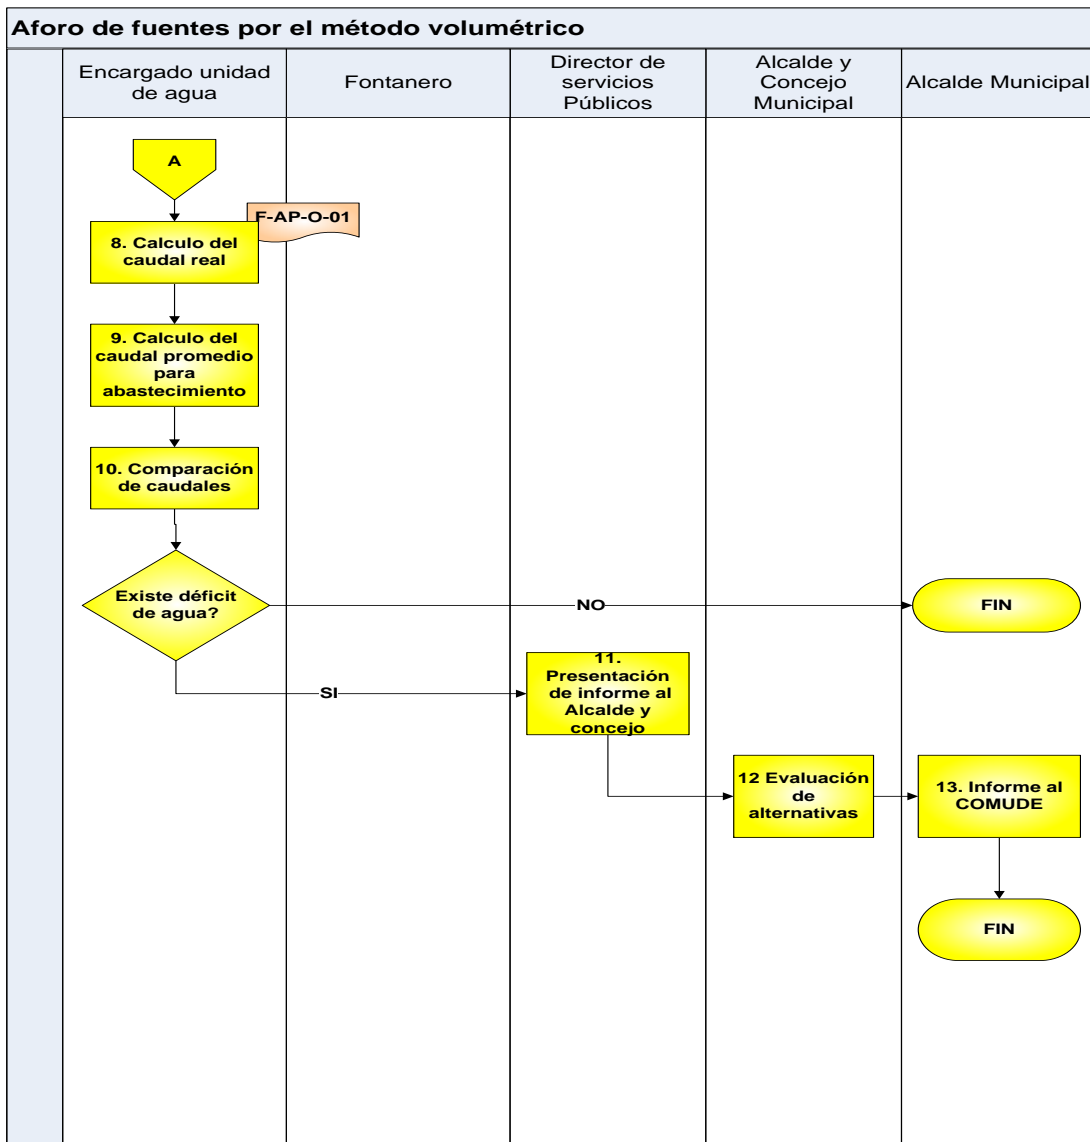 Aforo de fuentes por el método volumétrico
Encargado unidad
de agua
Fontanero
Director de
servicios
Públicos
Alcalde y
Concejo
Municipal
Alcalde Municipal
A
F-AP-O-01
8. Calculo del
caudal real
9. Calculo del
caudal promedio
para
abastecimiento
10. Comparación
de caudales
Existe déficit
de agua?
NO
FIN
SI
11.
Presentación
de informe al
Alcalde y
concejo
12 Evaluación
de
alternativas
13. Informe al
COMUDE
FIN